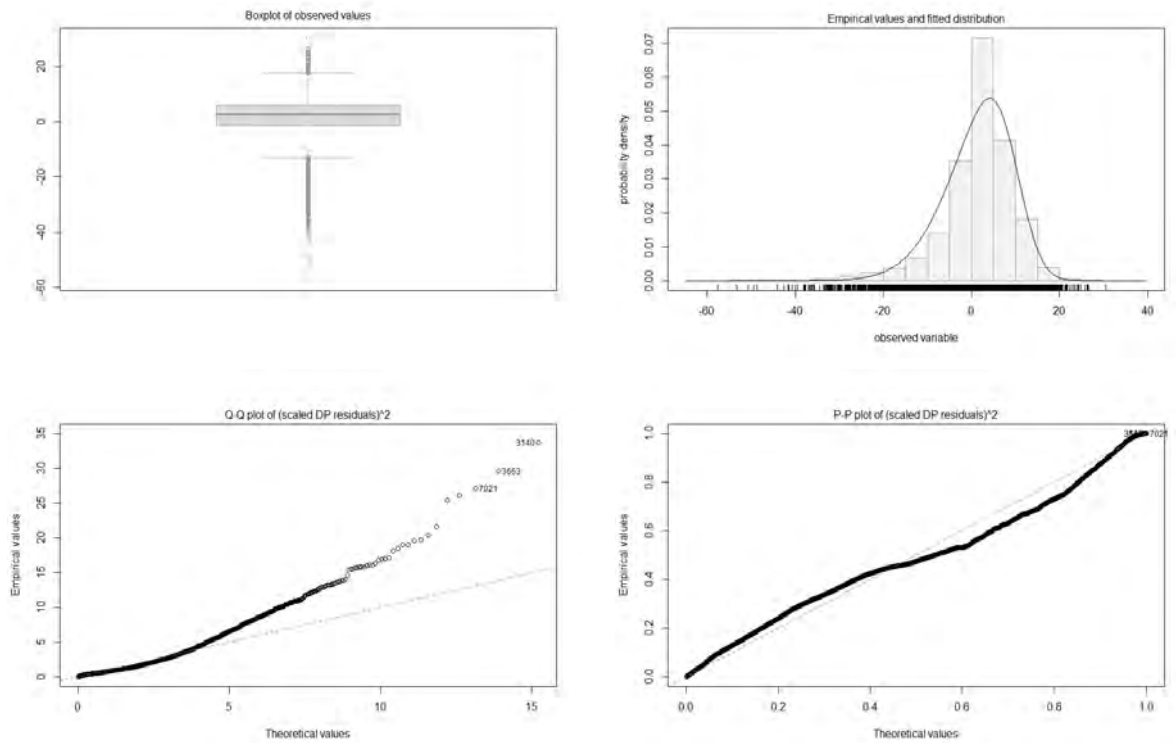 Boxplot of observed values
20
0
-20
-40
-60
Empirical values and fitted distribution
probability density
0.07
0.06
0.05
0.04
0.03
0.02
0.01
0.00
-60 -40 -20 0 20 40
observed variable
Q-Q plot of (scaled DP residuals)^2
Empirical values
35
30
25
20
15
10
5
0
3140
3663
7021
0 5 10 15
Theoretical values
P-P plot of (scaled DP residuals)^2
Empirical values
1.0
0.8
0.6
0.4
0.2
0.0
7021
0.0 0.2 0.4 0.6 0.8 1.0
Theoretical values